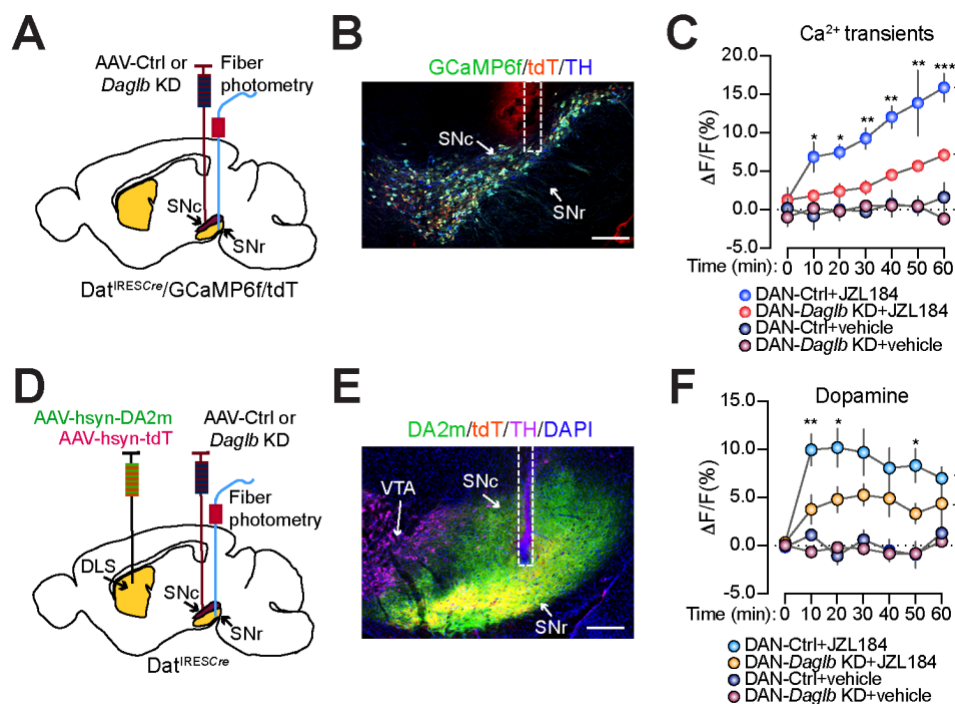 A
AAV-Ctrl or
Daglb KD
Fiber
photometry
SNc
SNr
Dat^IRESCre/GCaMP6f/tdT
B
GCaMP6f/tdT/TH
SNc
SNr
C
Ca²⁺ transients
ΔF/F(%)
20.0
15.0
10.0
5.0
0.0
-5.0
* * ** ** ** ***
Time (min): 0 10 20 30 40 50 60
DAN-Ctrl+JZL184
DAN-Daglb KD+JZL184
DAN-Ctrl+vehicle
DAN-Daglb KD+vehicle
D
AAV-hsyn-DA2m
AAV-hsyn-tdT
AAV-Ctrl or
Daglb KD
Fiber
photometry
DLS
SNc
SNr
Dat^IRESCre
E
DA2m/tdT/TH/DAPI
VTA
SNc
SNr
F
Dopamine
ΔF/F(%)
15.0
10.0
5.0
0.0
-5.0
** * *
Time (min): 0 10 20 30 40 50 60
DAN-Ctrl+JZL184
DAN-Daglb KD+JZL184
DAN-Ctrl+vehicle
DAN-Daglb KD+vehicle